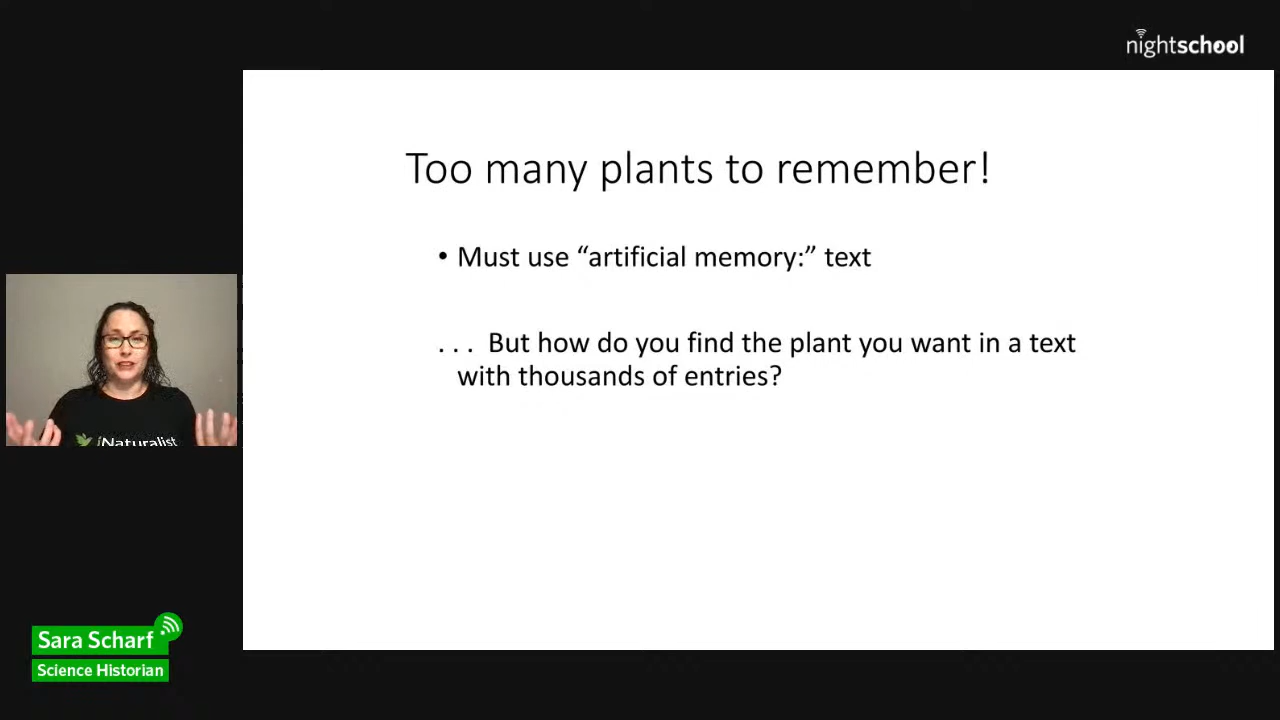 nightschool
Too many plants to remember!
• Must use “artificial memory:” text
. . . But how do you find the plant you want in a text
with thousands of entries?
iNaturalist
Sara Scharf
Science Historian